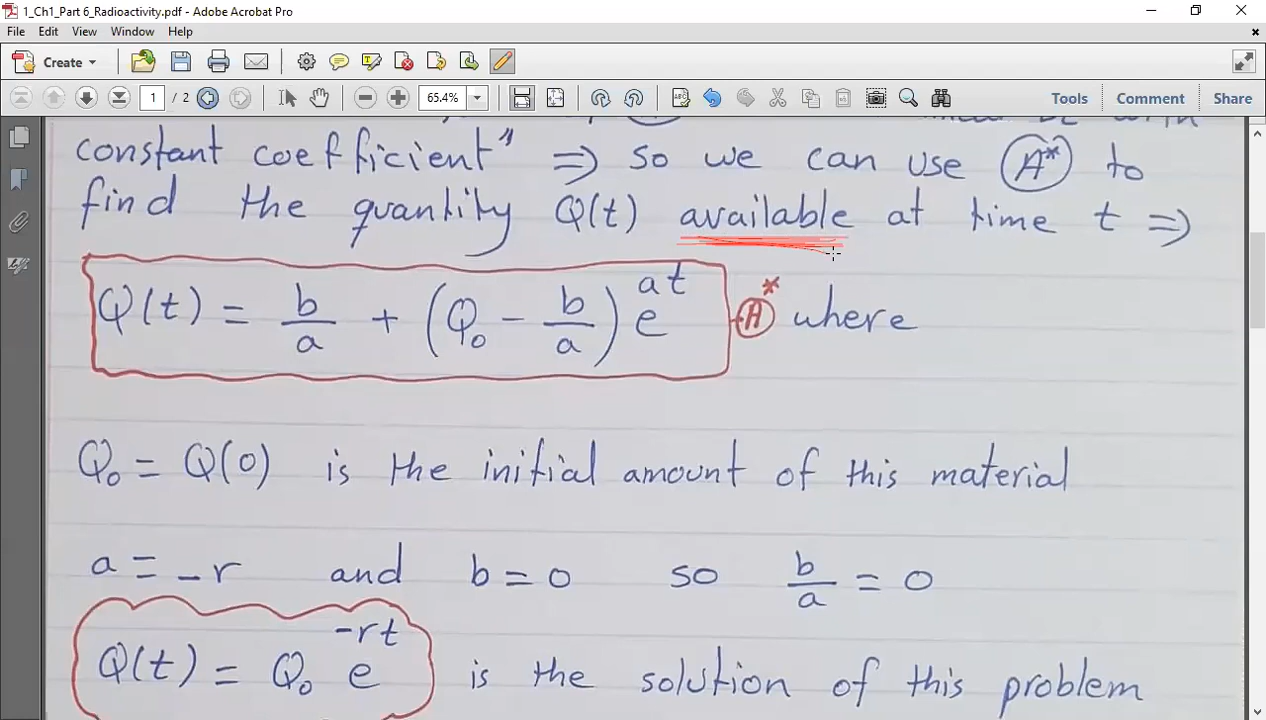 1_Ch1_Part 6_Radioactivity.pdf - Adobe Acrobat Pro
File Edit View Window Help
Create
1 / 2 65.4% Tools Comment Share
constant coefficient" ⇒ so we can use A* to
find the quantity Q(t) available at time t ⇒
Q(t) = b/a + (Q₀ - b/a) e^at A* where
Q₀ = Q(0) is the initial amount of this material
a = -r and b = 0 so b/a = 0
Q(t) = Q₀ e^-rt is the solution of this problem